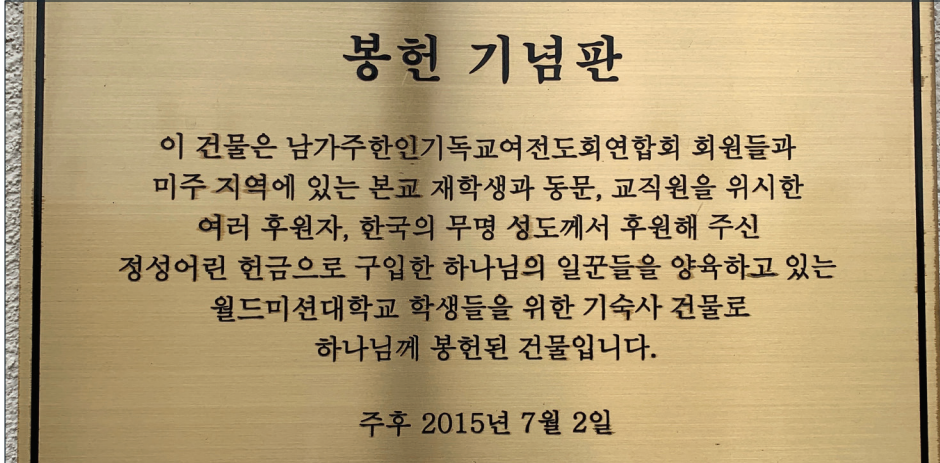 봉헌 기념판
이 건물은 남가주한인기독교여전도회연합회 회원들과
미주 지역에 있는 본교 재학생과 동문, 교직원을 위시한
여러 후원자, 한국의 무명 성도께서 후원해 주신
정성어린 헌금으로 구입한 하나님의 일꾼들을 양육하고 있는
월드미션대학교 학생들을 위한 기숙사 건물로
하나님께 봉헌된 건물입니다.
주후 2015년 7월 2일